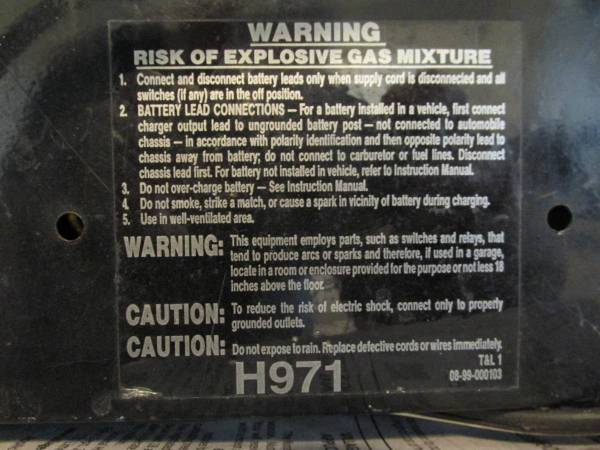 WARNING
RISK OF EXPLOSIVE GAS MIXTURE
1. Connect and disconnect battery leads only when supply cord is disconnected and all
switches (if any) are in the off position.
2. BATTERY LEAD CONNECTIONS — For a battery installed in a vehicle, first connect
charger output lead to ungrounded battery post — not connected to automobile
chassis — in accordance with polarity identification and then opposite polarity lead to
chassis away from battery; do not connect to carburetor or fuel lines. Disconnect
chassis lead first. For battery not installed in vehicle, refer to Instruction Manual.
3. Do not over-charge battery — See Instruction Manual.
4. Do not smoke, strike a match, or cause a spark in vicinity of battery during charging.
5. Use in well-ventilated area.
WARNING: This equipment employs parts, such as switches and relays, that
tend to produce arcs or sparks and therefore, if used in a garage,
locate in a room or enclosure provided for the purpose or not less 18
inches above the floor.
CAUTION: To reduce the risk of electric shock, connect only to properly
grounded outlets.
CAUTION: Do not expose to rain. Replace defective cords or wires immediately.
H971
T&L 1
08-99-000103